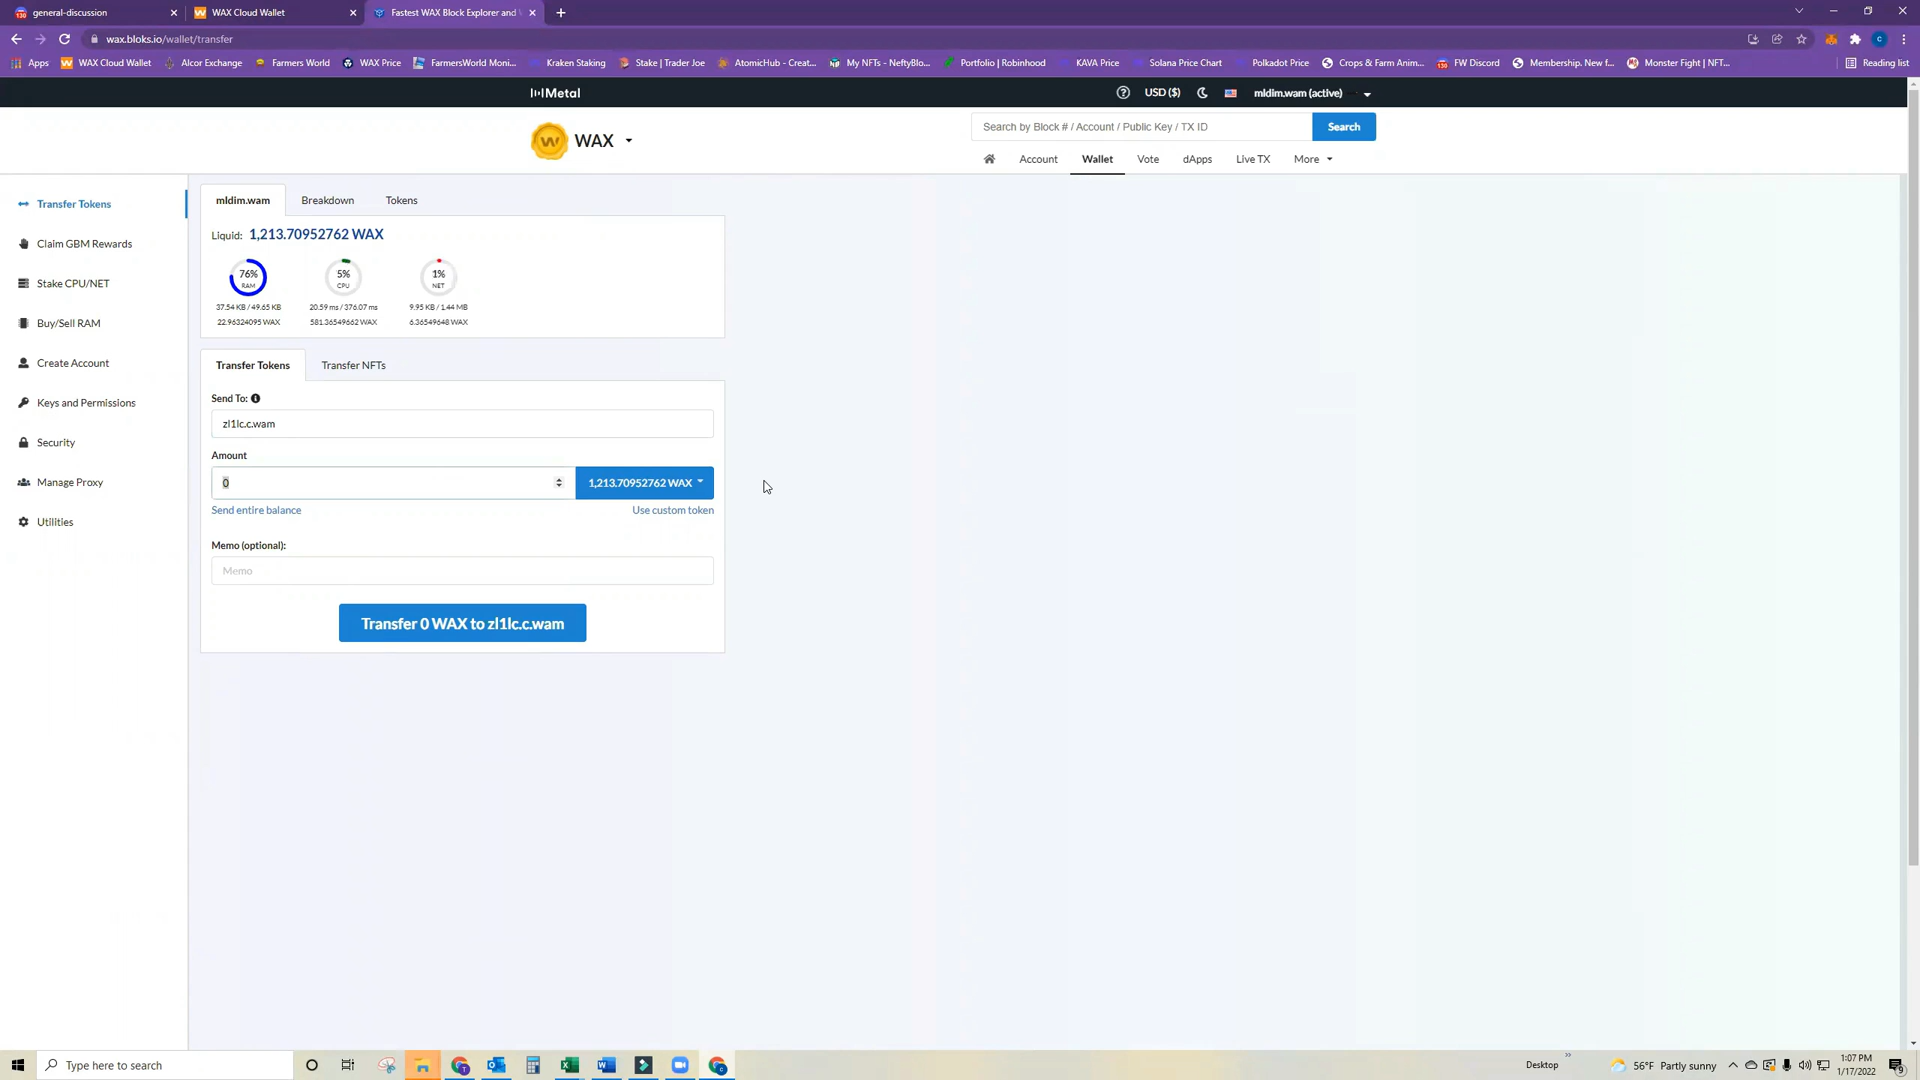 general-discussion
WAX Cloud Wallet
Fastest WAX Block Explorer and
wax.bloks.io/wallet/transfer
Apps
WAX Cloud Wallet
Alcor Exchange
Farmers World
WAX Price
FarmersWorld Moni...
Kraken Staking
Stake | Trader Joe
AtomicHub - Creat...
My NFTs - NeftyBlo...
Portfolio | Robinhood
KAVA Price
Solana Price Chart
Polkadot Price
Crops & Farm Anim...
FW Discord
Membership. New f...
Monster Fight | NFT...
Reading list
Metal
USD ($)
mldim.wam (active)
WAX
Search by Block # / Account / Public Key / TX ID
Search
Account
Wallet
Vote
dApps
Live TX
More
Transfer Tokens
Claim GBM Rewards
Stake CPU/NET
Buy/Sell RAM
Create Account
Keys and Permissions
Security
Manage Proxy
Utilities
mldim.wam
Breakdown
Tokens
Liquid: 1,213.70952762 WAX
76%
RAM
5%
CPU
1%
NET
37.54 KB / 49.65 KB
20.59 ms / 376.07 ms
9.95 KB / 1.44 MB
22.96324095 WAX
581.36549662 WAX
6.36549648 WAX
Transfer Tokens
Transfer NFTs
Send To:
zl1lc.c.wam
Amount
0
1,213.70952762 WAX
Send entire balance
Use custom token
Memo (optional):
Memo
Transfer 0 WAX to zl1lc.c.wam
Type here to search
Desktop
56°F Partly sunny
1:07 PM
1/17/2022